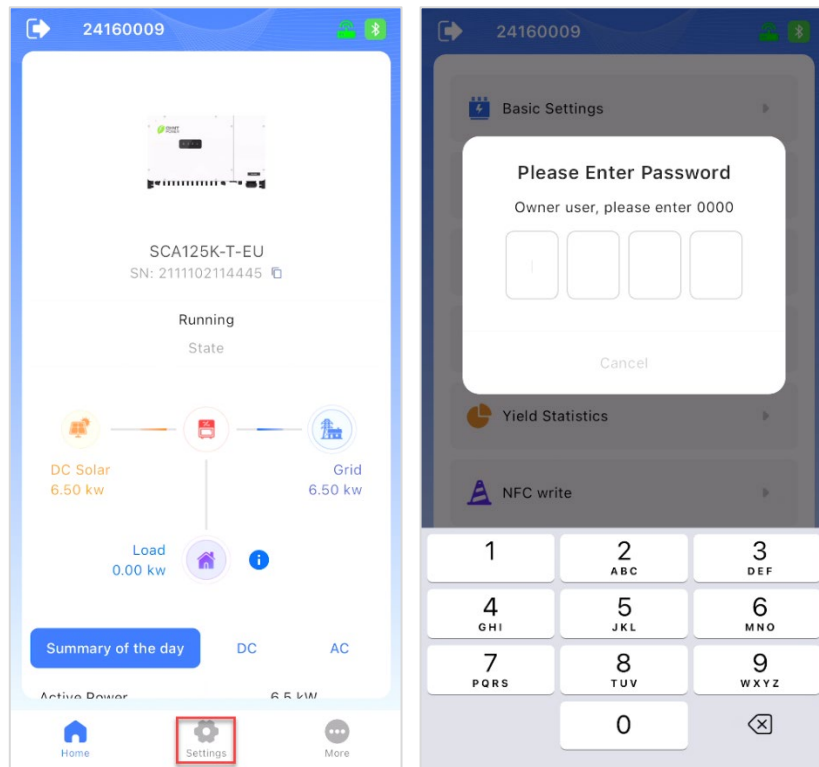 24160009
SCA125K-T-EU
SN: 2111102114445
Running
State
DC Solar
6.50 kw
Grid
6.50 kw
Load
0.00 kw
Summary of the day
DC
AC
Active Power
6.5 kW
Home
Settings
More
24160009
Basic Settings
Please Enter Password
Owner user, please enter 0000
Cancel
Yield Statistics
NFC write
1
2
ABC
3
DEF
4
GHI
5
JKL
6
MNO
7
PQRS
8
TUV
9
WXYZ
0